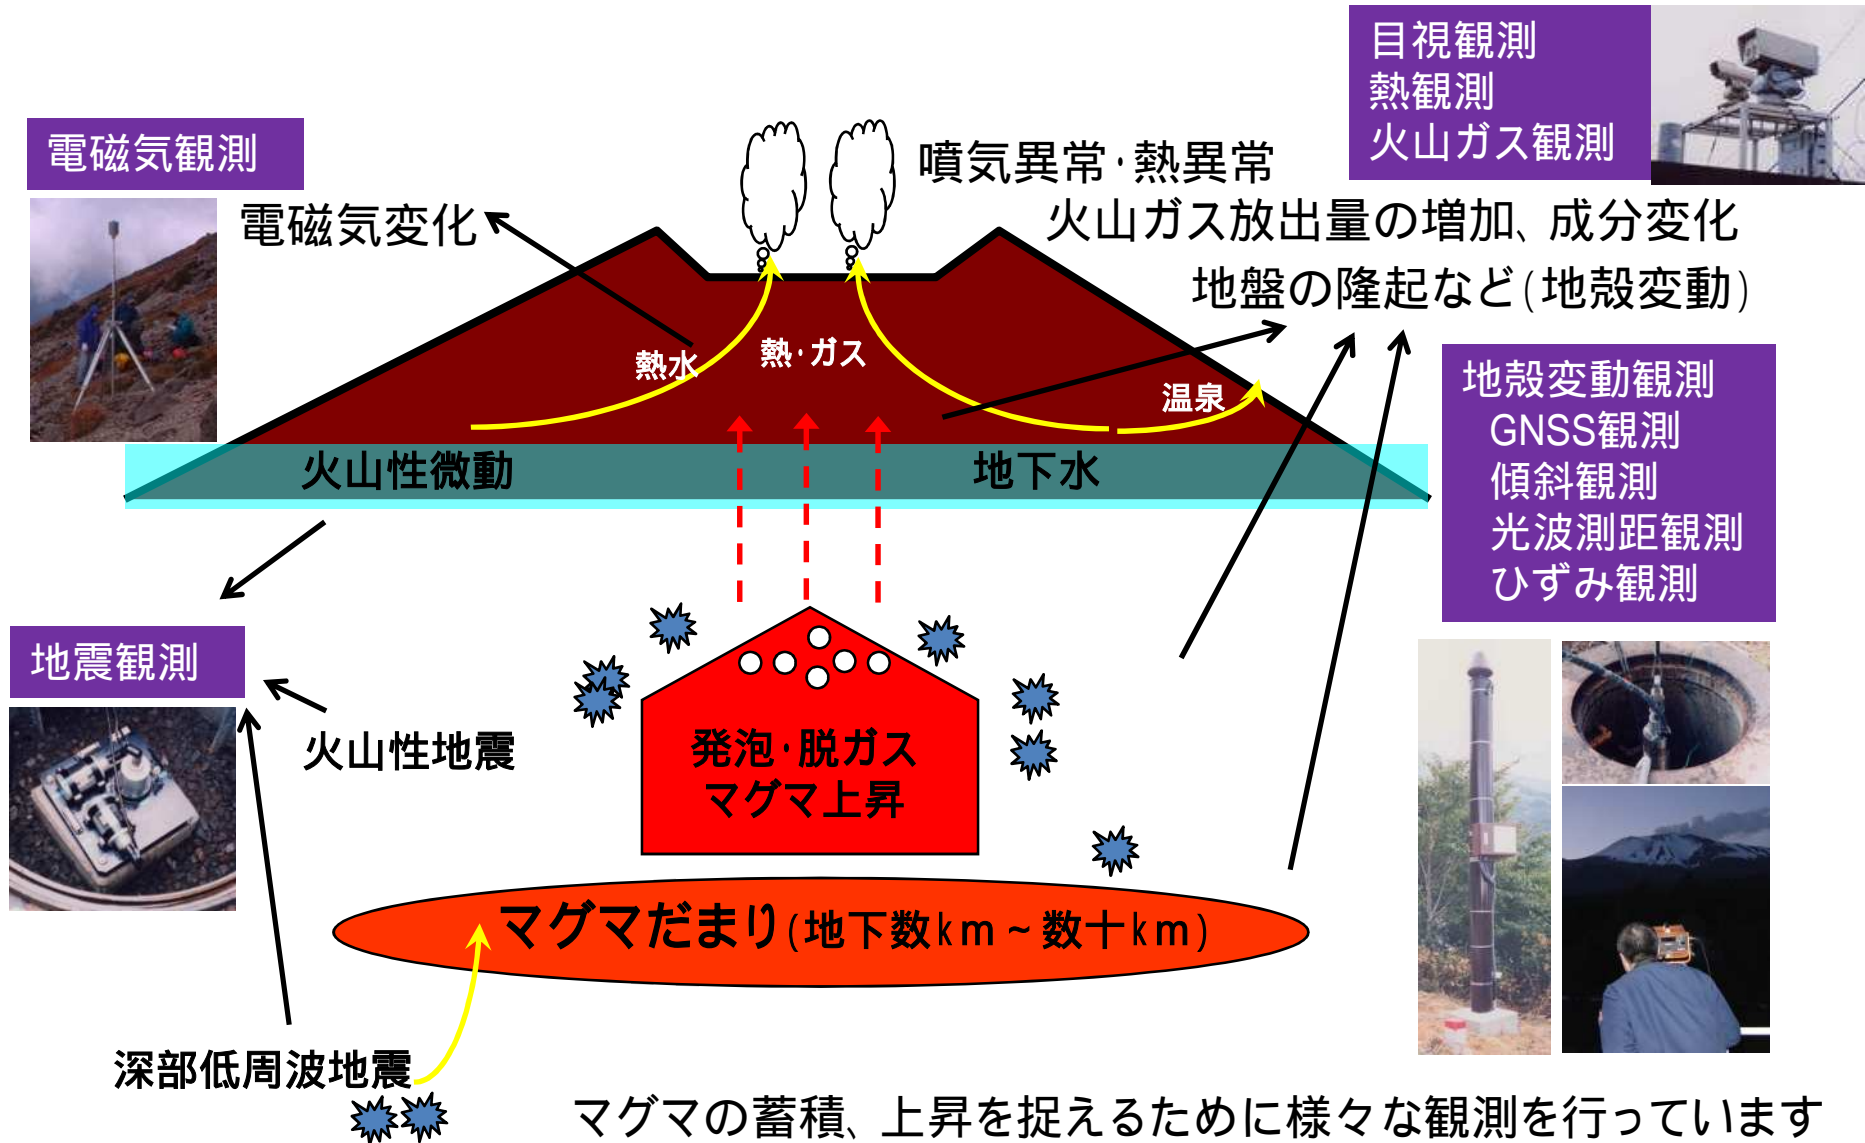 目視観測
熱観測
火山ガス観測
電磁気観測
噴気異常・熱異常
電磁気変化
火山ガス放出量の増加、成分変化
地盤の隆起など(地殻変動)
熱水
熱・ガス
温泉
地殻変動観測
GNSS観測
傾斜観測
光波測距観測
ひずみ観測
火山性微動
地下水
地震観測
火山性地震
発泡・脱ガス
マグマ上昇
マグマだまり(地下数km~数十km)
深部低周波地震
マグマの蓄積、上昇を捉えるために様々な観測を行っています